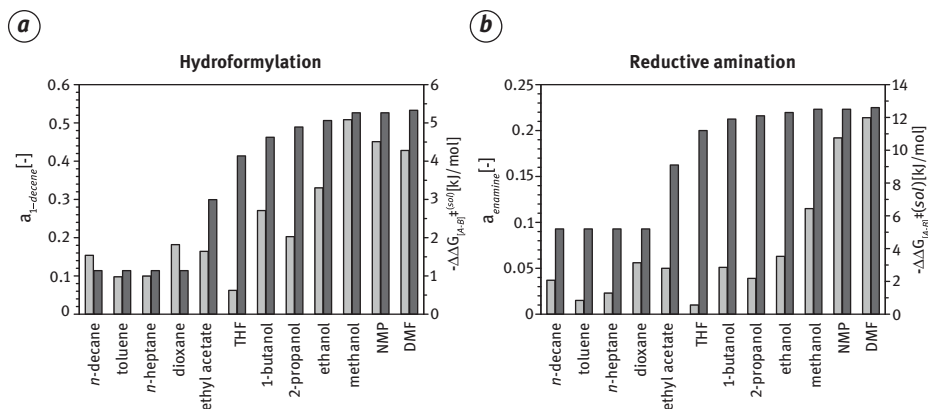 a
Hydroformylation
0.6
0.5
0.4
0.3
0.2
0.1
0
a1–decene[-]
6
5
4
3
2
1
0
-ΔΔG[A-B]‡(sol)[kJ/mol]
n-decane
toluene
n-heptane
dioxane
ethyl acetate
THF
1-butanol
2-propanol
ethanol
methanol
NMP
DMF
b
Reductive amination
0.25
0.2
0.15
0.1
0.05
0
aenamine[-]
14
12
10
8
6
4
2
0
-ΔΔG[A-B]‡(sol)[kJ/mol]
n-decane
toluene
n-heptane
dioxane
ethyl acetate
THF
1-butanol
2-propanol
ethanol
methanol
NMP
DMF